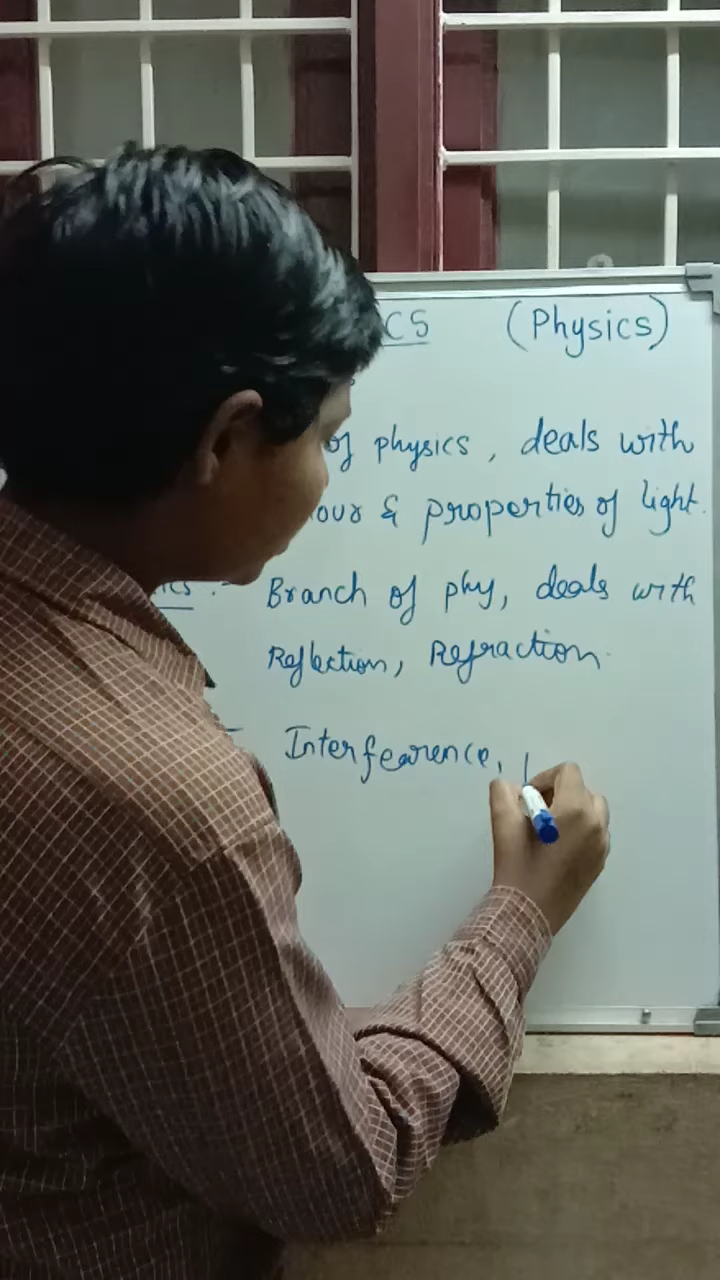 CS (Physics)
of physics, deals with
our & properties of light.
ics :- Branch of phy, deals with
Reflection, Refraction.
- Interfearence,